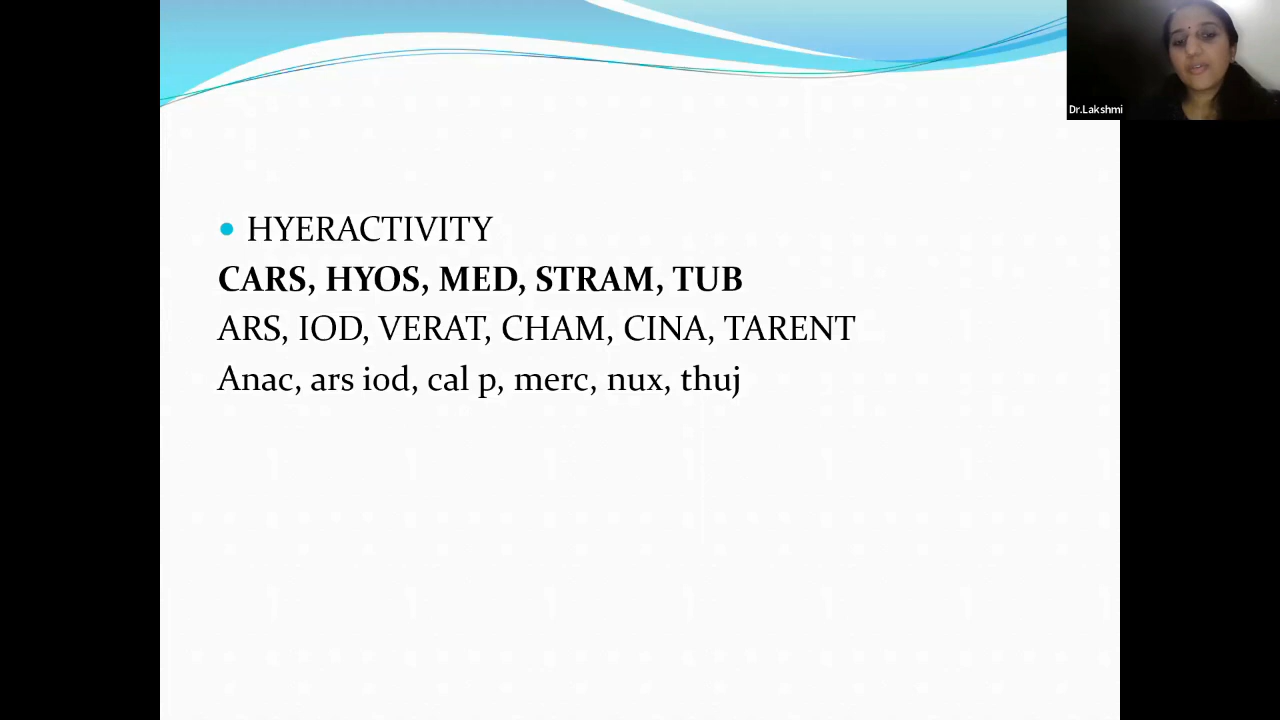 Dr.Lakshmi
HYERACTIVITY
CARS, HYOS, MED, STRAM, TUB
ARS, IOD, VERAT, CHAM, CINA, TARENT
Anac, ars iod, cal p, merc, nux, thuj